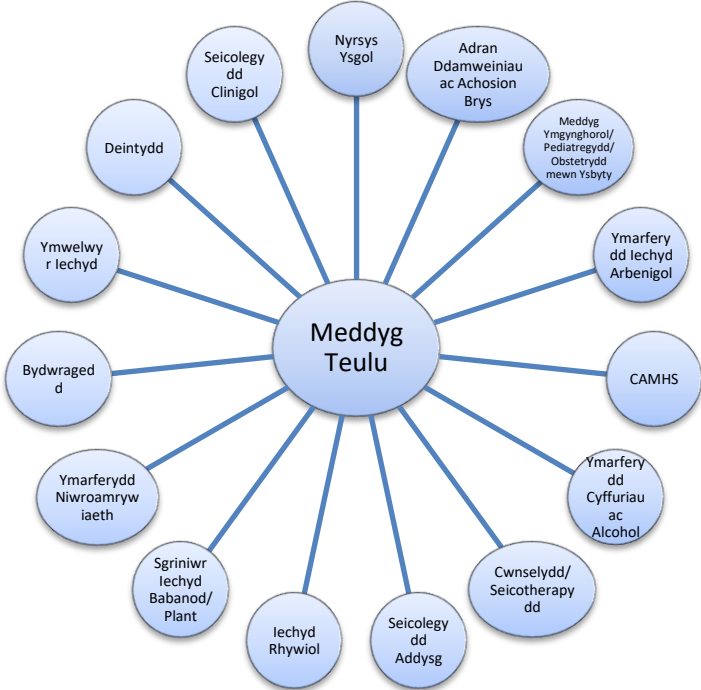 Nyrsys
Ysgol
Adran
Ddamweiniau
ac Achosion
Brys
Meddyg
Ymgynghorol/
Pediatregydd/
Obstetrydd
mewn Ysbyty
Ymarfery
dd Iechyd
Arbenigol
CAMHS
Ymarfery
dd
Cyffuriau
ac
Alcohol
Cwnselydd/
Seicotherapy
dd
Seicolegy
dd
Addysg
Iechyd
Rhywiol
Sgriniwr
Iechyd
Babanod/
Plant
Ymarferydd
Niwroamryw
iaeth
Bydwraged
d
Ymwelwy
r Iechyd
Deintydd
Seicolegy
dd
Clinigol
Meddyg
Teulu